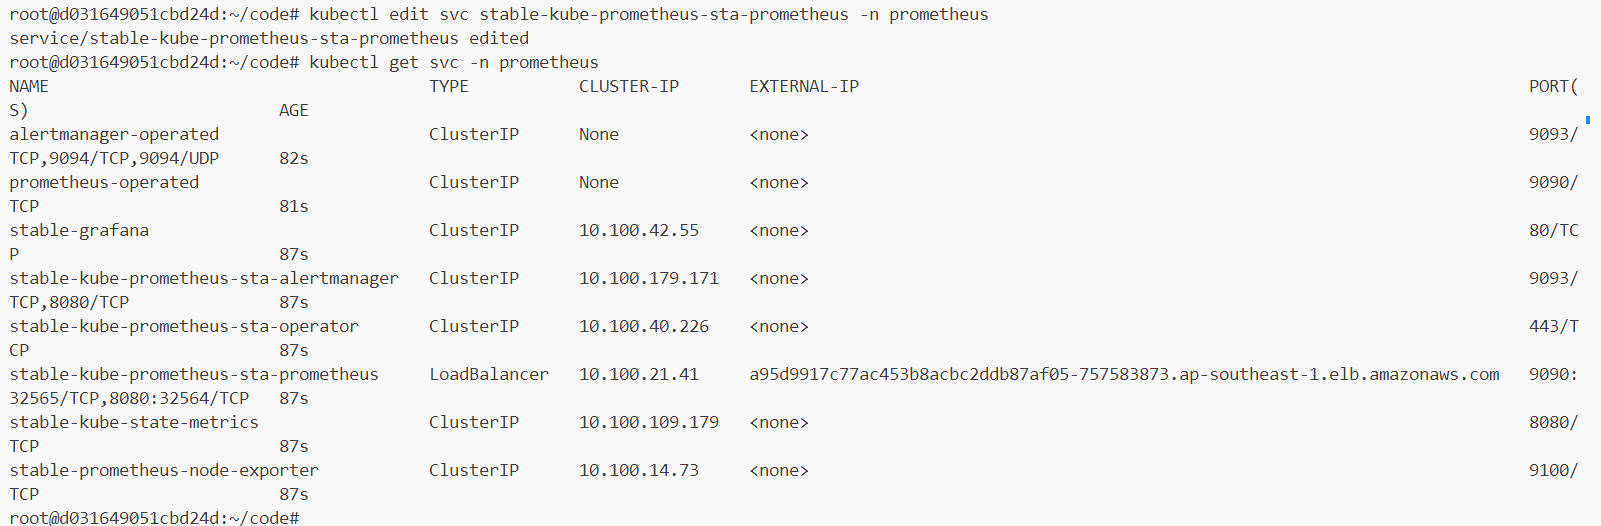 root@d031649051cbd24d:~/code# kubectl edit svc stable-kube-prometheus-sta-prometheus -n prometheus
service/stable-kube-prometheus-sta-prometheus edited
root@d031649051cbd24d:~/code# kubectl get svc -n prometheus
NAME                                      TYPE           CLUSTER-IP       EXTERNAL-IP                                                                   PORT(
S)                         AGE
alertmanager-operated                     ClusterIP      None             <none>                                                                        9093/
TCP,9094/TCP,9094/UDP      82s
prometheus-operated                       ClusterIP      None             <none>                                                                        9090/
TCP                        81s
stable-grafana                            ClusterIP      10.100.42.55     <none>                                                                        80/TC
P                          87s
stable-kube-prometheus-sta-alertmanager   ClusterIP      10.100.179.171   <none>                                                                        9093/
TCP,8080/TCP               87s
stable-kube-prometheus-sta-operator       ClusterIP      10.100.40.226    <none>                                                                        443/T
CP                         87s
stable-kube-prometheus-sta-prometheus     LoadBalancer   10.100.21.41     a95d9917c77ac453b8acbc2ddb87af05-757583873.ap-southeast-1.elb.amazonaws.com   9090:
32565/TCP,8080:32564/TCP   87s
stable-kube-state-metrics                 ClusterIP      10.100.109.179   <none>                                                                        8080/
TCP                        87s
stable-prometheus-node-exporter           ClusterIP      10.100.14.73     <none>                                                                        9100/
TCP                        87s
root@d031649051cbd24d:~/code#